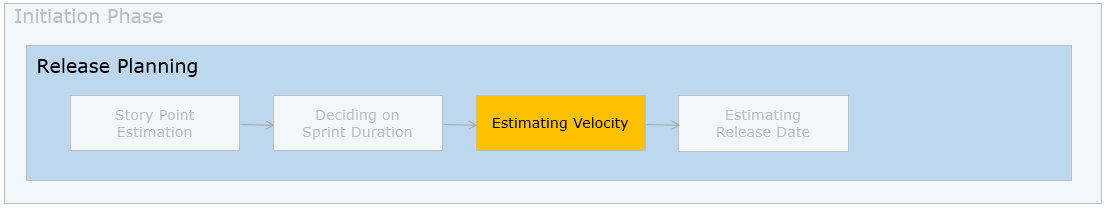 Initiation Phase
Release Planning
Story Point
Estimation
Deciding on
Sprint Duration
Estimating Velocity
Estimating
Release Date